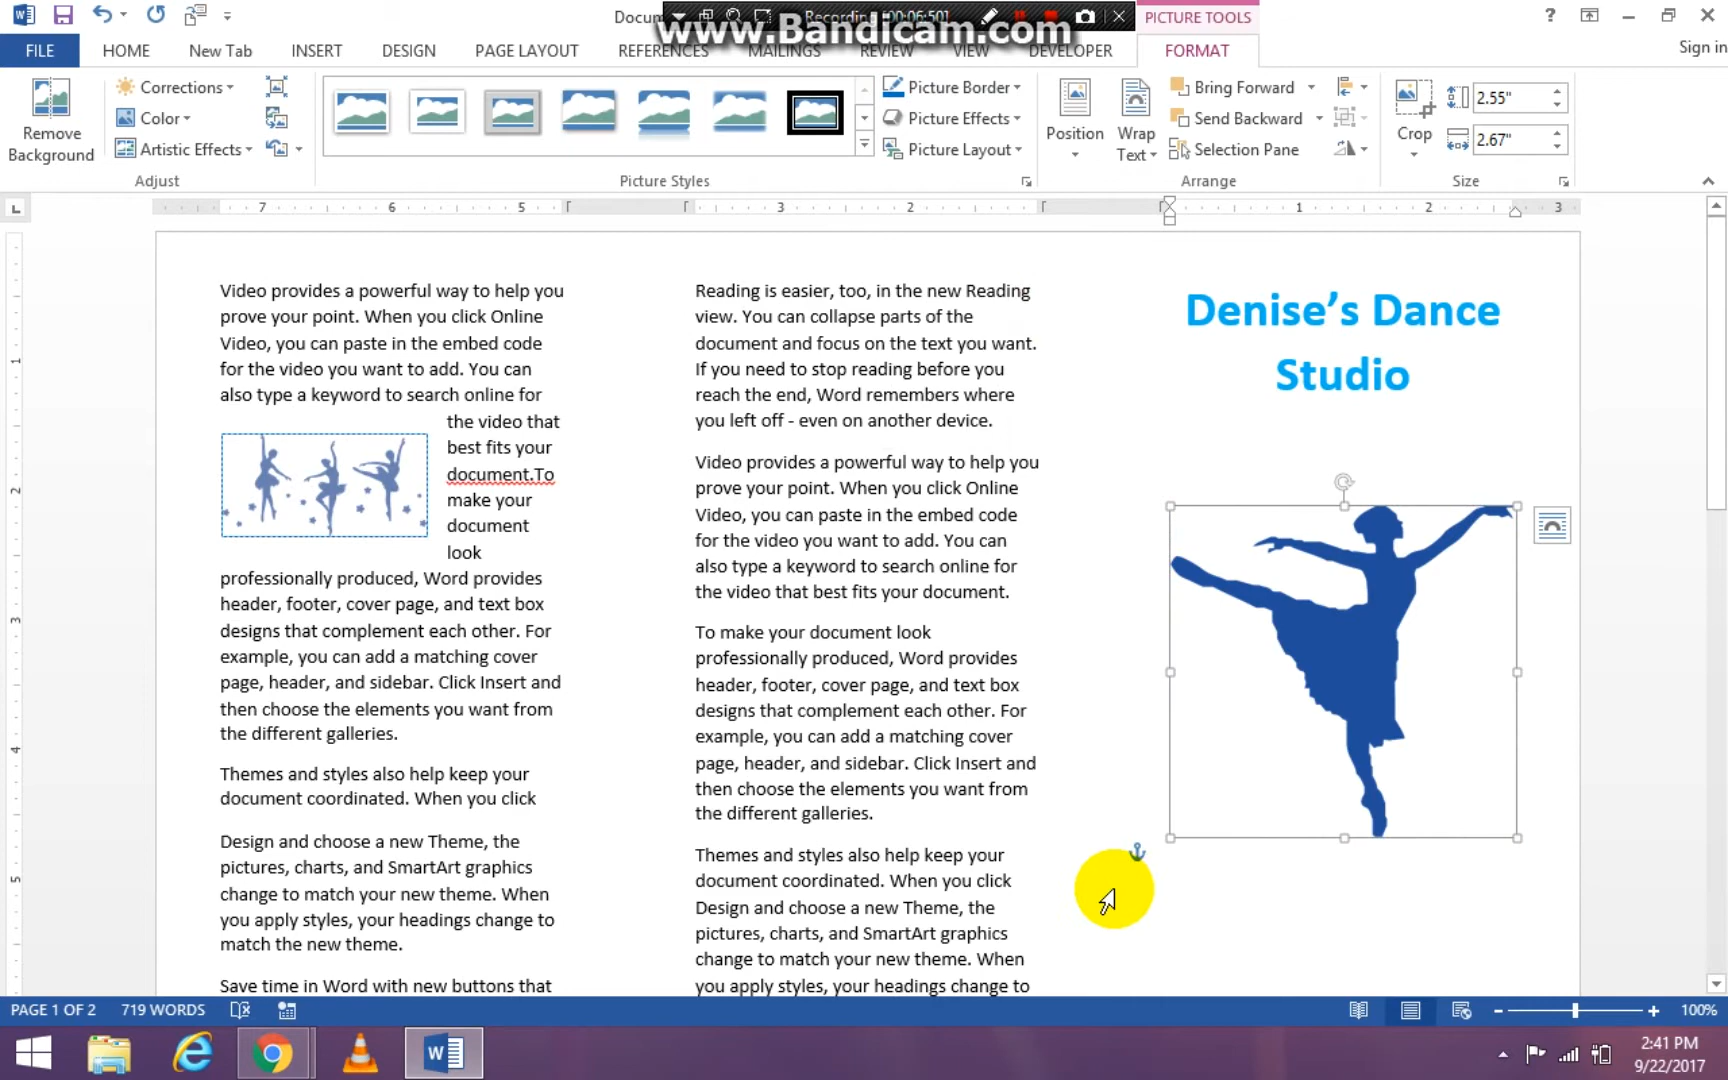 Docum
Recording [00:06:50]
www.Bandicam.com
PICTURE TOOLS
?
Sign in
FILE
HOME
New Tab
INSERT
DESIGN
PAGE LAYOUT
REFERENCES
MAILINGS
REVIEW
VIEW
DEVELOPER
FORMAT
Remove
Background
Corrections
Color
Artistic Effects
Adjust
Picture Styles
Picture Border
Picture Effects
Picture Layout
Position
Wrap
Text
Bring Forward
Send Backward
Selection Pane
Arrange
Crop
2.55"
2.67"
Size
7 6 5 3 2 1 2 3
1
2
3
4
5
Video provides a powerful way to help you
prove your point. When you click Online
Video, you can paste in the embed code
for the video you want to add. You can
also type a keyword to search online for
the video that
best fits your
document.To
make your
document
look
professionally produced, Word provides
header, footer, cover page, and text box
designs that complement each other. For
example, you can add a matching cover
page, header, and sidebar. Click Insert and
then choose the elements you want from
the different galleries.
Themes and styles also help keep your
document coordinated. When you click
Design and choose a new Theme, the
pictures, charts, and SmartArt graphics
change to match your new theme. When
you apply styles, your headings change to
match the new theme.
Save time in Word with new buttons that
Reading is easier, too, in the new Reading
view. You can collapse parts of the
document and focus on the text you want.
If you need to stop reading before you
reach the end, Word remembers where
you left off - even on another device.
Video provides a powerful way to help you
prove your point. When you click Online
Video, you can paste in the embed code
for the video you want to add. You can
also type a keyword to search online for
the video that best fits your document.
To make your document look
professionally produced, Word provides
header, footer, cover page, and text box
designs that complement each other. For
example, you can add a matching cover
page, header, and sidebar. Click Insert and
then choose the elements you want from
the different galleries.
Themes and styles also help keep your
document coordinated. When you click
Design and choose a new Theme, the
pictures, charts, and SmartArt graphics
change to match your new theme. When
you apply styles, your headings change to
Denise’s Dance
Studio
PAGE 1 OF 2
719 WORDS
100%
2:41 PM
9/22/2017